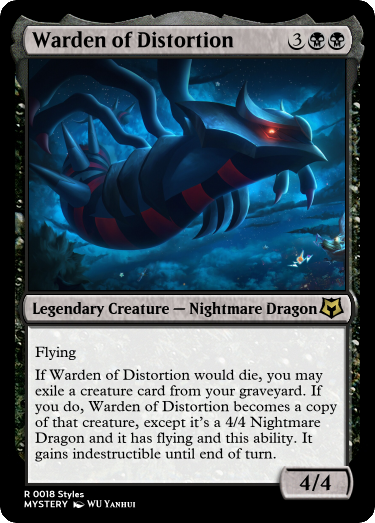 Warden of Distortion 3
Legendary Creature — Nightmare Dragon
Flying
If Warden of Distortion would die, you may
exile a creature card from your graveyard. If
you do, Warden of Distortion becomes a copy
of that creature, except it's a 4/4 Nightmare
Dragon and it has flying and this ability. It
gains indestructible until end of turn.
4/4
R 0018 Styles
MYSTERY WU YANHUI